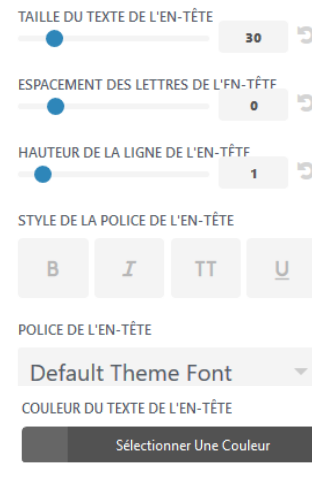 TAILLE DU TEXTE DE L'EN-TÊTE
30
ESPACEMENT DES LETTRES DE L'EN-TÊTE
0
HAUTEUR DE LA LIGNE DE L'EN-TÊTE
1
STYLE DE LA POLICE DE L'EN-TÊTE
B I TT U
POLICE DE L'EN-TÊTE
Default Theme Font
COULEUR DU TEXTE DE L'EN-TÊTE
Sélectionner Une Couleur